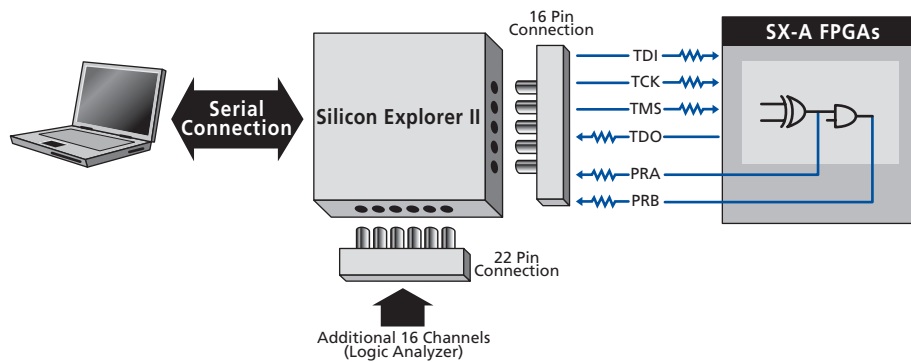 16 Pin
Connection
SX-A FPGAs
TDI
TCK
TMS
TDO
PRA
PRB
Serial
Connection
Silicon Explorer II
22 Pin
Connection
Additional 16 Channels
(Logic Analyzer)